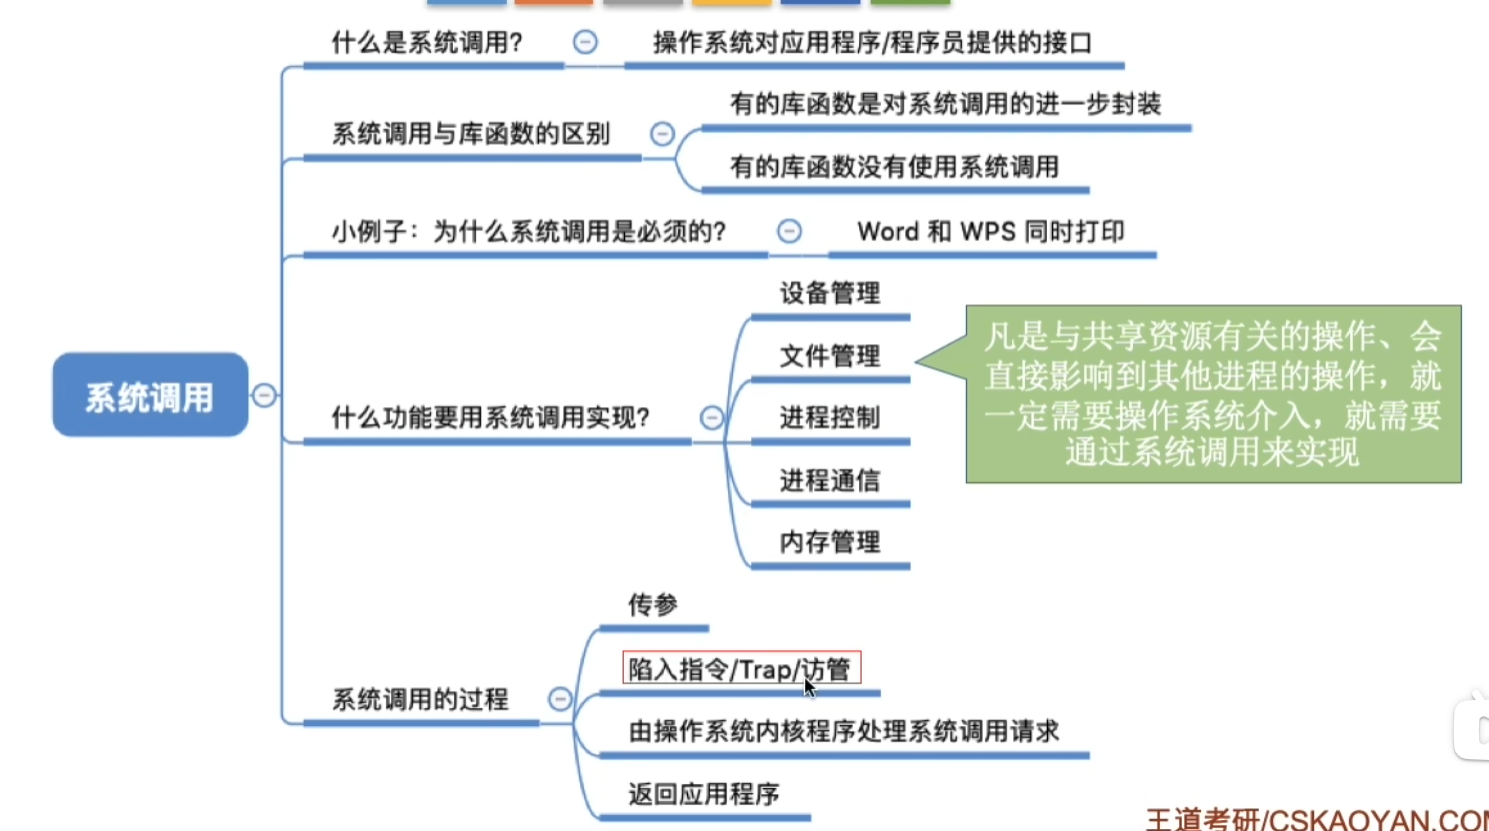 什么是系统调用?
操作系统对应用程序/程序员提供的接口
系统调用与库函数的区别
有的库函数是对系统调用的进一步封装
有的库函数没有使用系统调用
小例子：为什么系统调用是必须的?
Word 和 WPS 同时打印
系统调用
什么功能要用系统调用实现?
设备管理
文件管理
进程控制
进程通信
内存管理
凡是与共享资源有关的操作、会
直接影响到其他进程的操作，就
一定需要操作系统介入，就需要
通过系统调用来实现
系统调用的过程
传参
陷入指令/Trap/访管
由操作系统内核程序处理系统调用请求
返回应用程序
王道考研/CSKAOYAN.COM